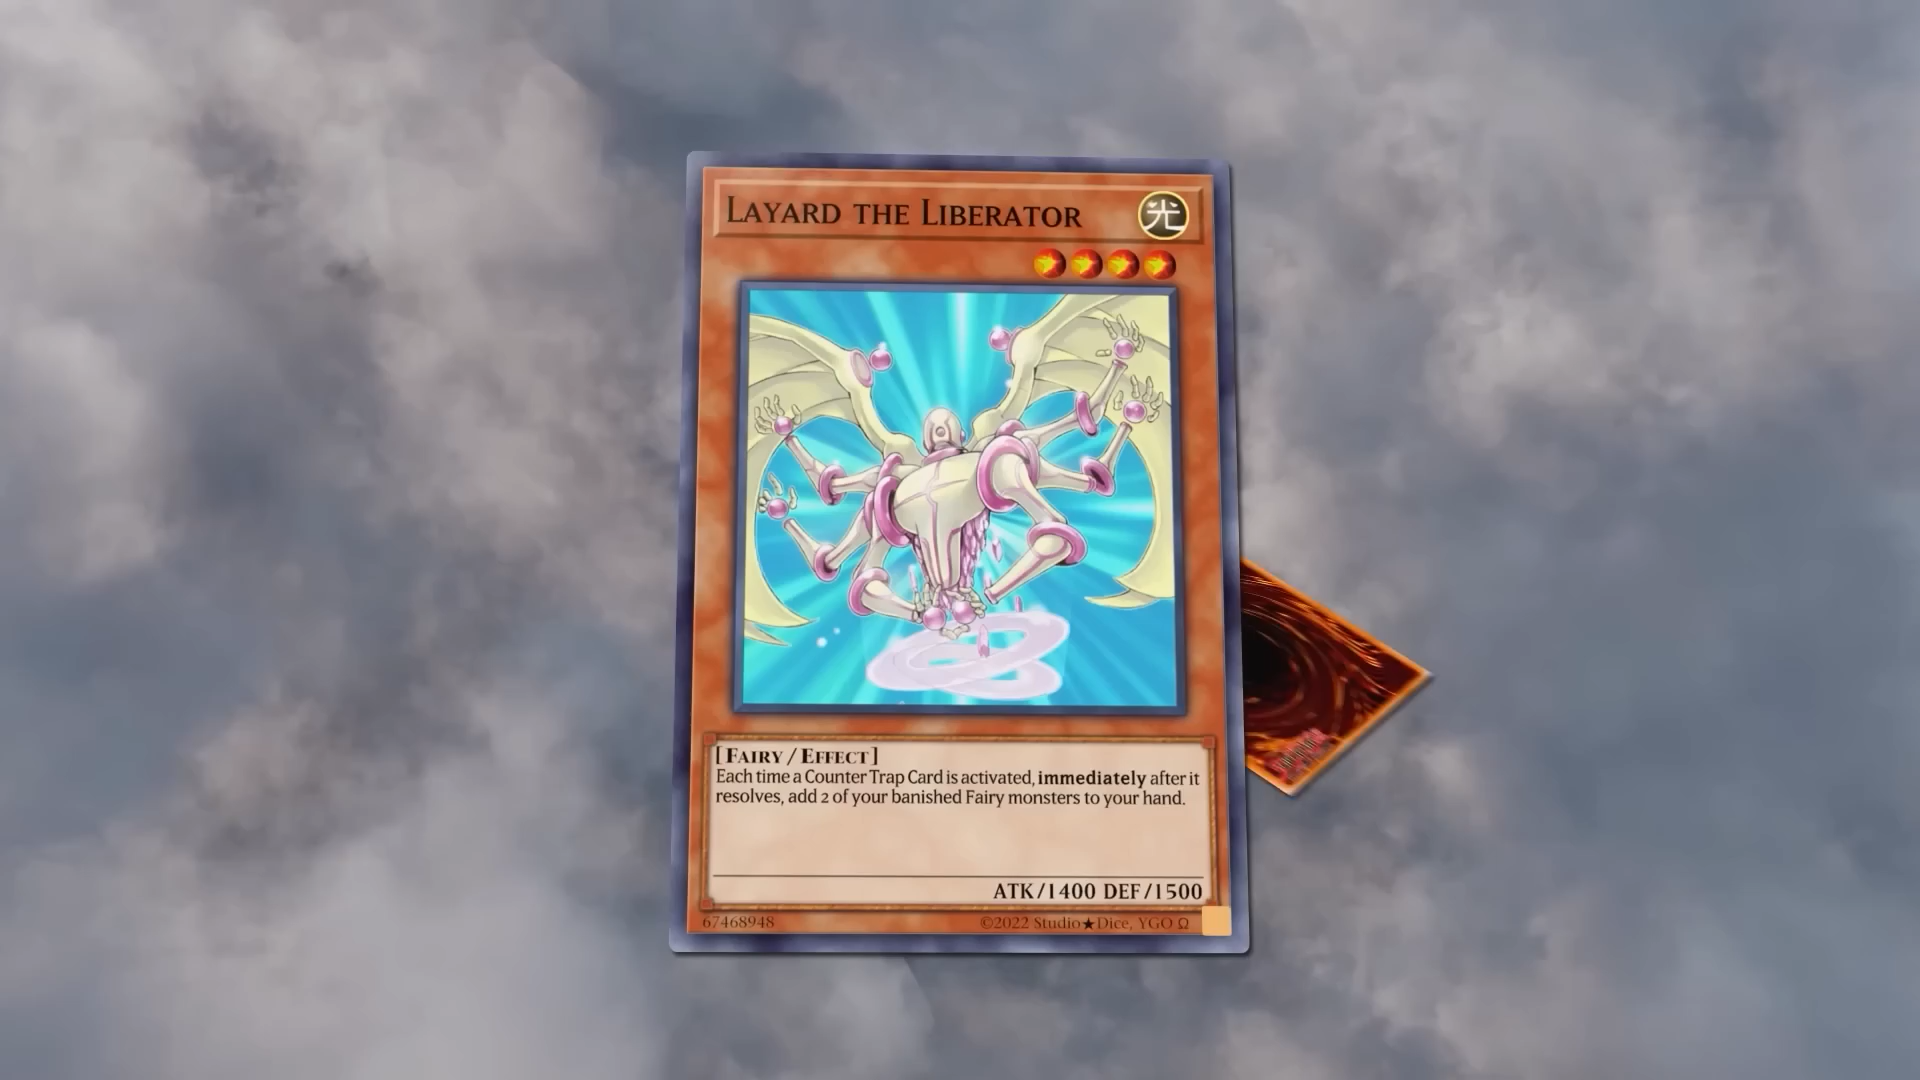 LAYARD THE LIBERATOR
光
[FAIRY/EFFECT]
Each time a Counter Trap Card is activated, immediately after it
resolves, add 2 of your banished Fairy monsters to your hand.
ATK/1400 DEF/1500
67468948
©2022 Studio★Dice, YGO Ω